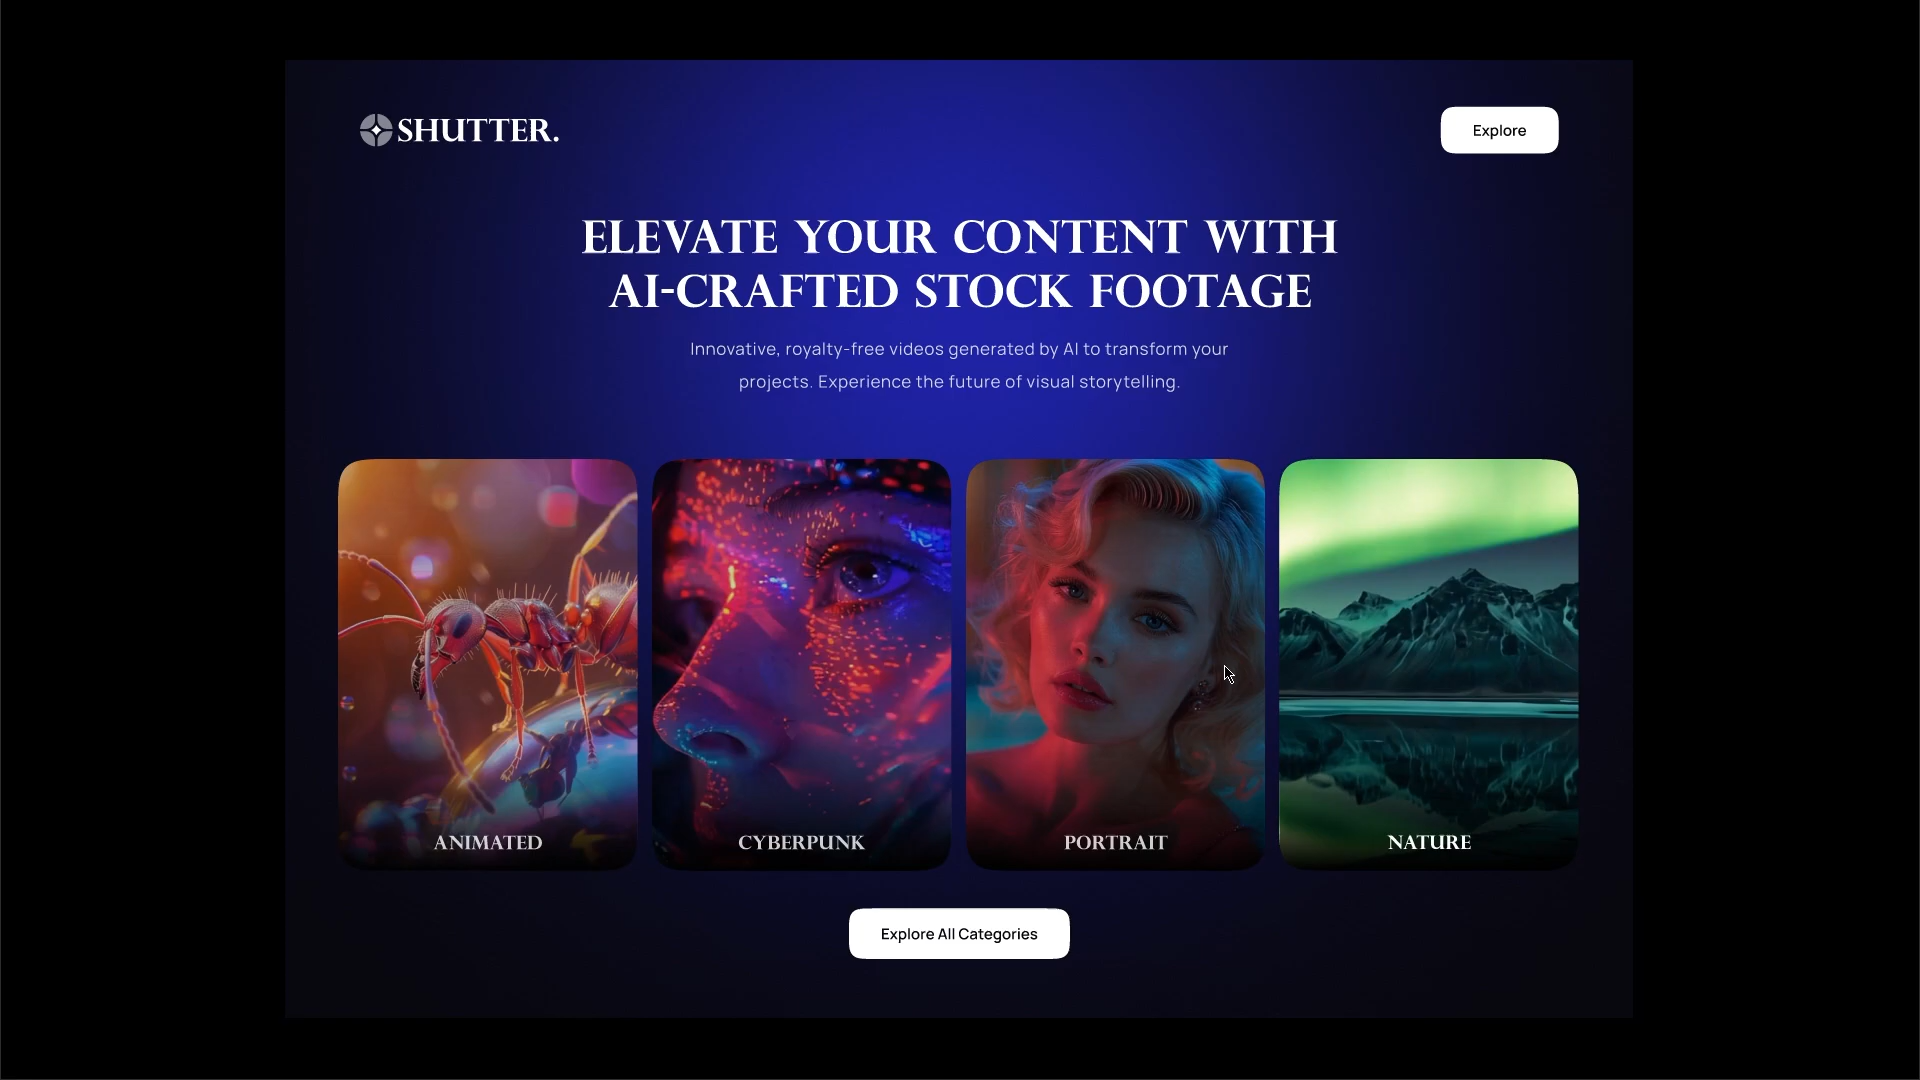 SHUTTER.
Explore
ELEVATE YOUR CONTENT WITH
AI-CRAFTED STOCK FOOTAGE
Innovative, royalty-free videos generated by AI to transform your
projects. Experience the future of visual storytelling.
ANIMATED
CYBERPUNK
PORTRAIT
NATURE
Explore All Categories